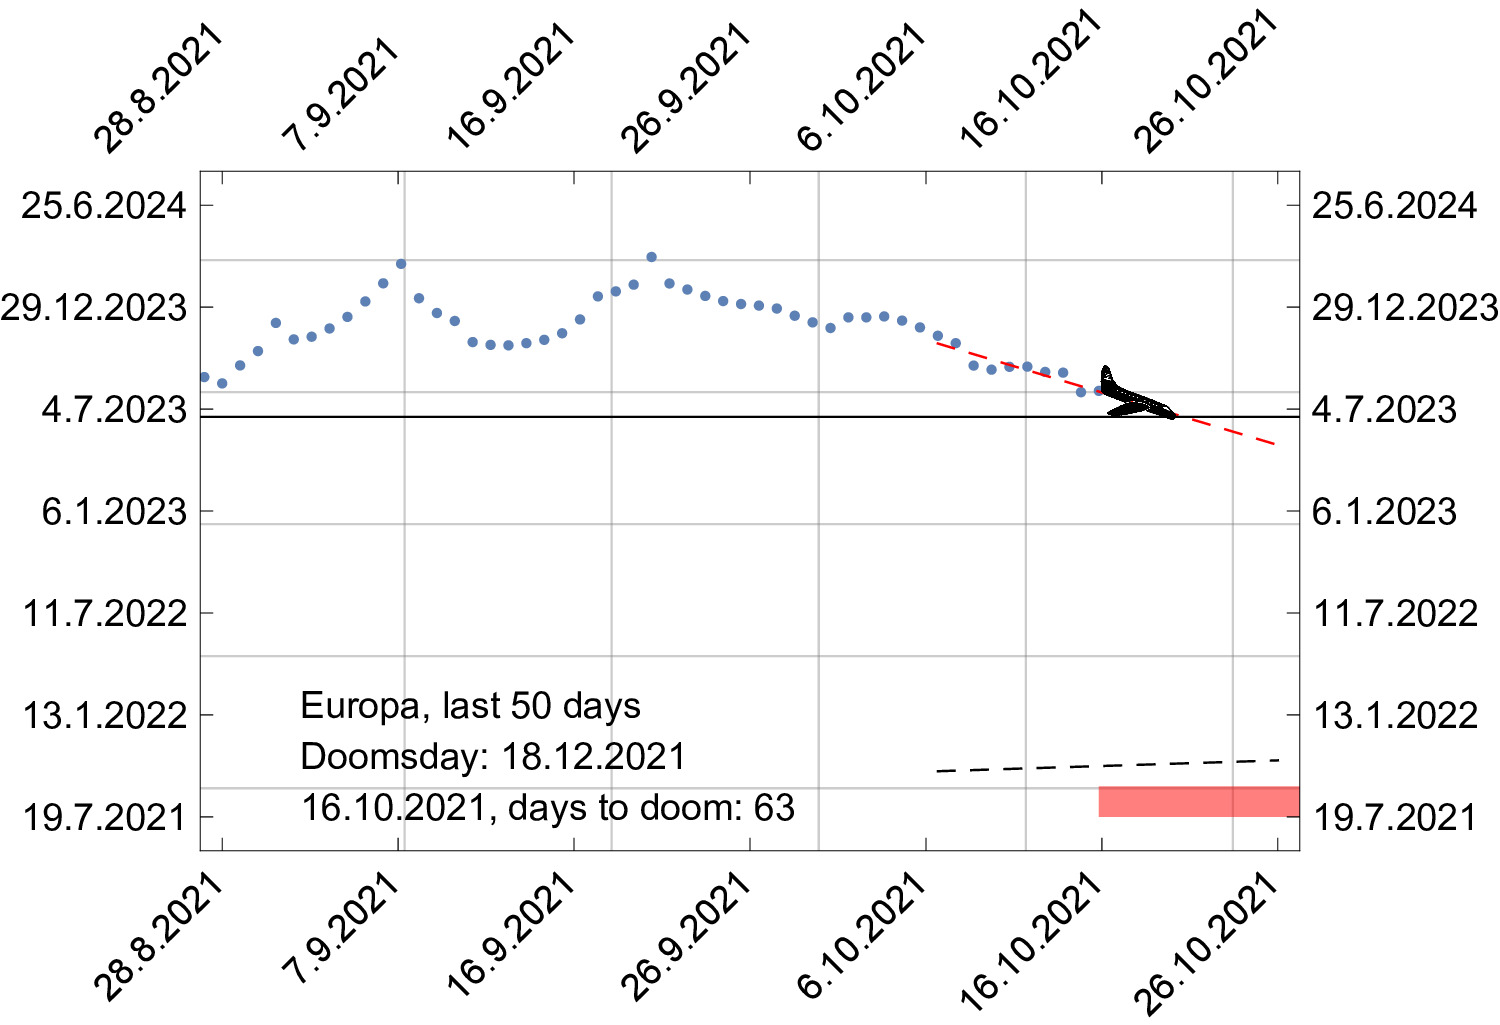 28.8.2021 7.9.2021 16.9.2021 26.9.2021 6.10.2021 16.10.2021 26.10.2021
25.6.2024 25.6.2024
29.12.2023 29.12.2023
4.7.2023 4.7.2023
6.1.2023 6.1.2023
11.7.2022 11.7.2022
Europa, last 50 days
13.1.2022 13.1.2022
Doomsday: 18.12.2021
16.10.2021, days to doom: 63
19.7.2021 19.7.2021
28.8.2021 7.9.2021 16.9.2021 26.9.2021 6.10.2021 16.10.2021 26.10.2021